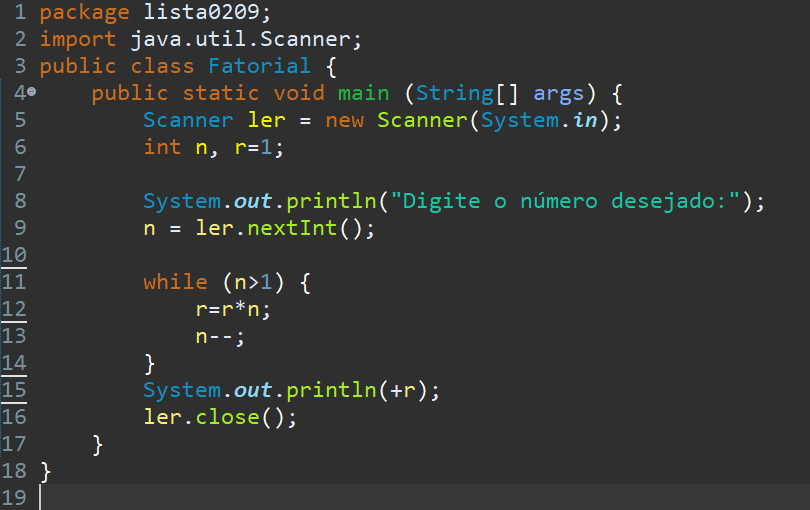 1 package lista0209;
2 import java.util.Scanner;
3 public class Fatorial {
4 public static void main (String[] args) {
5 Scanner ler = new Scanner(System.in);
6 int n, r=1;
7
8 System.out.println("Digite o número desejado:");
9 n = ler.nextInt();
10
11 while (n>1) {
12 r=r*n;
13 n--;
14 }
15 System.out.println(+r);
16 ler.close();
17 }
18 }
19